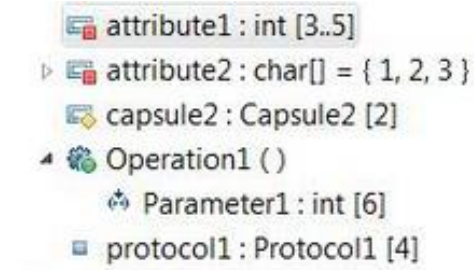 attribute1 : int [3..5]
attribute2 : char[] = { 1, 2, 3 }
capsule2 : Capsule2 [2]
Operation1 ( )
Parameter1 : int [6]
protocol1 : Protocol1 [4]